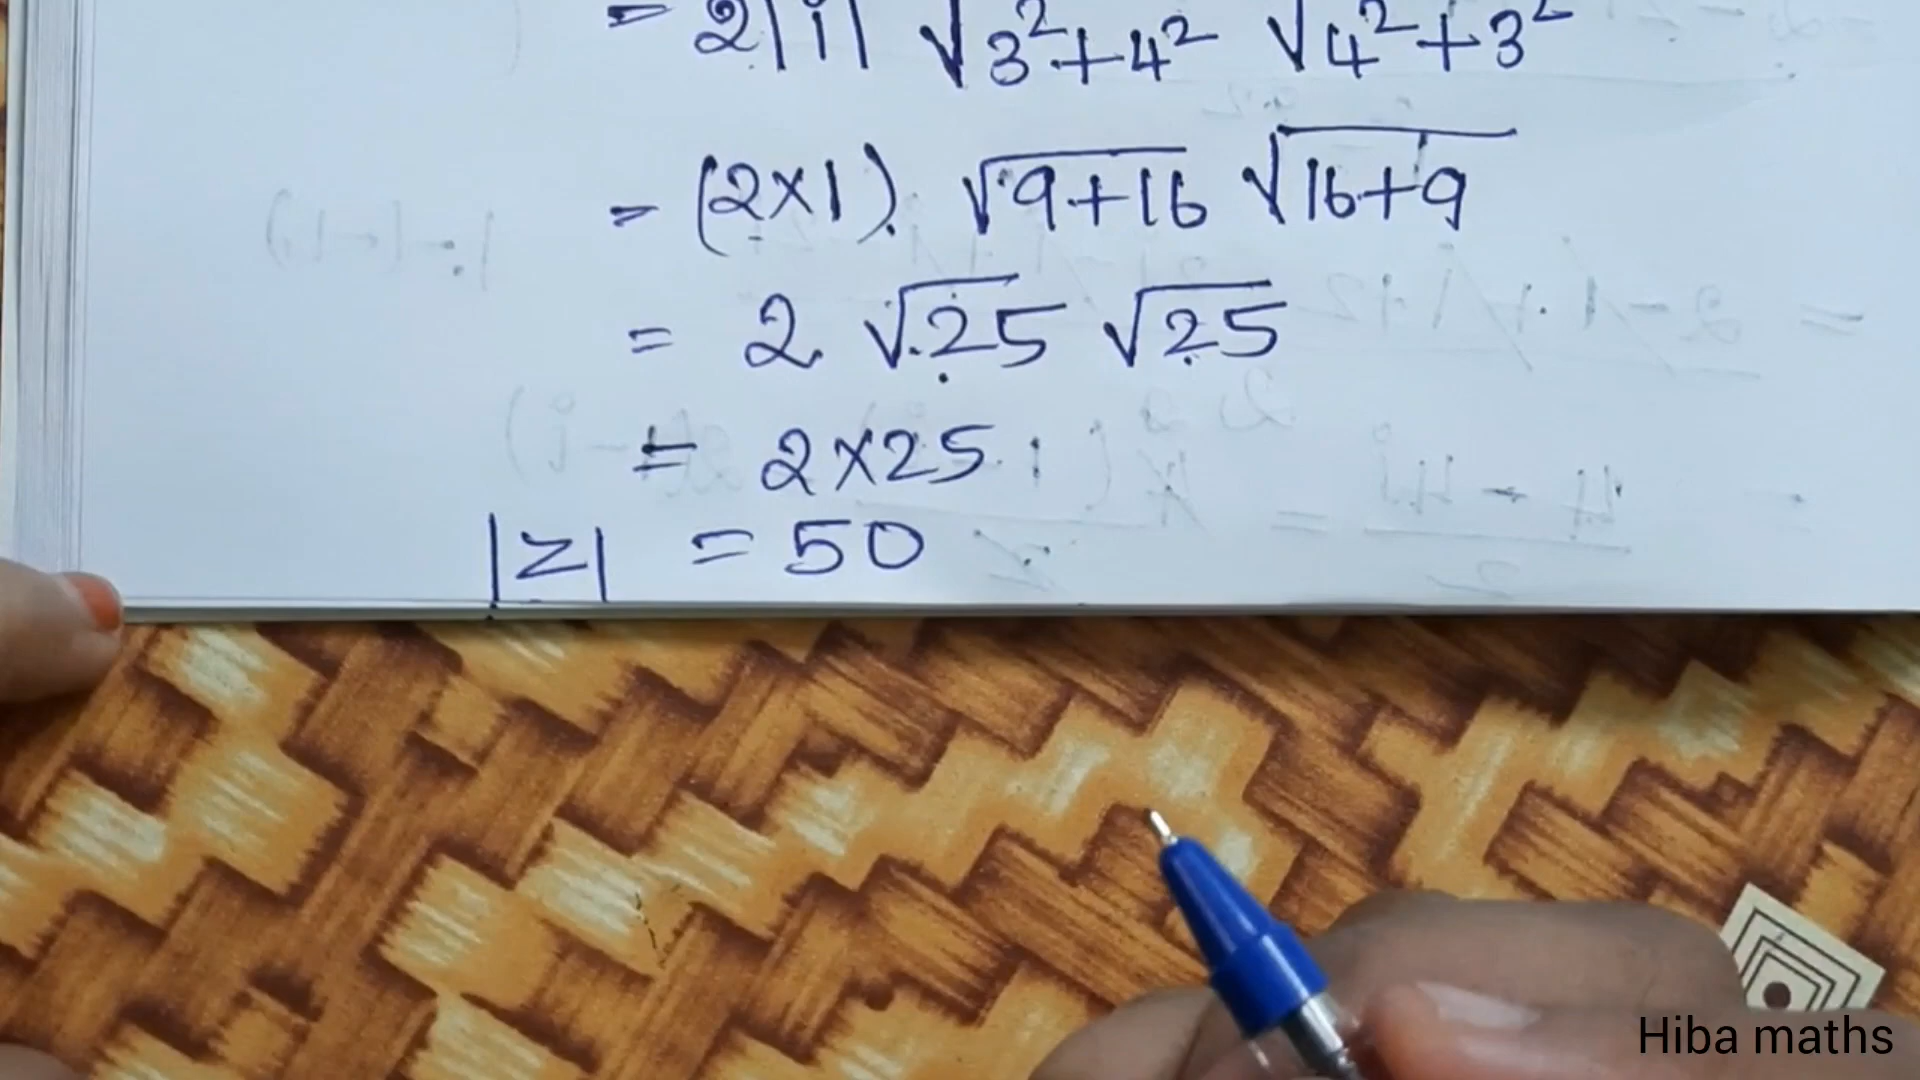 = 2|i| √3²+4² √4²+3²
= (2×1). √9+16 √16+9
= 2 √25 √25
= 2×25
|z| = 50
Hiba maths